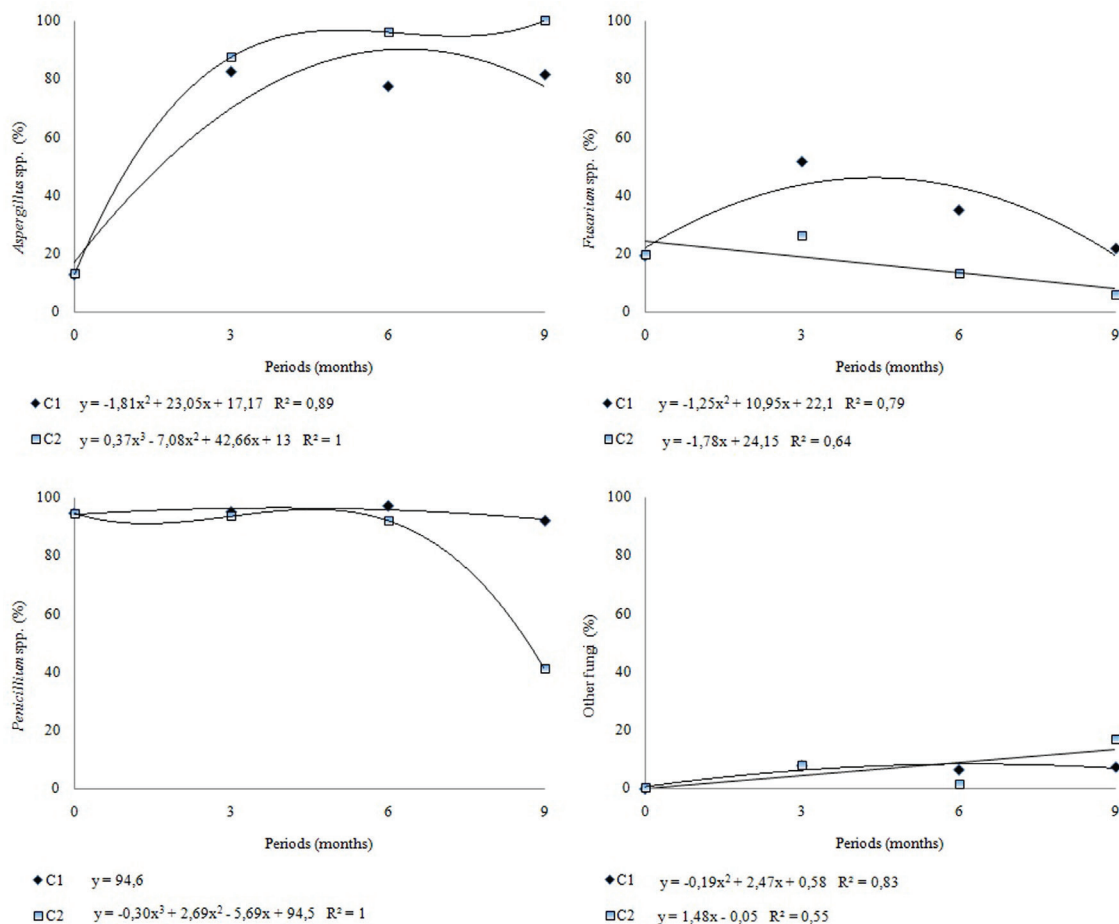 Aspergillus spp. (%)
100
80
60
40
20
0
0 3 6 9
Periods (months)
C1 y = -1,81x² + 23,05x + 17,17 R² = 0,89
C2 y = 0,37x³ - 7,08x² + 42,66x + 13 R² = 1
Fusarium spp. (%)
100
80
60
40
20
0
0 3 6 9
Periods (months)
C1 y = -1,25x² + 10,95x + 22,1 R² = 0,79
C2 y = -1,78x + 24,15 R² = 0,64
Penicillium spp. (%)
100
80
60
40
20
0
0 3 6 9
Periods (months)
C1 y = 94,6
C2 y = -0,30x³ + 2,69x² - 5,69x + 94,5 R² = 1
Other fungi (%)
100
80
60
40
20
0
0 3 6 9
Periods (months)
C1 y = -0,19x² + 2,47x + 0,58 R² = 0,83
C2 y = 1,48x - 0,05 R² = 0,55